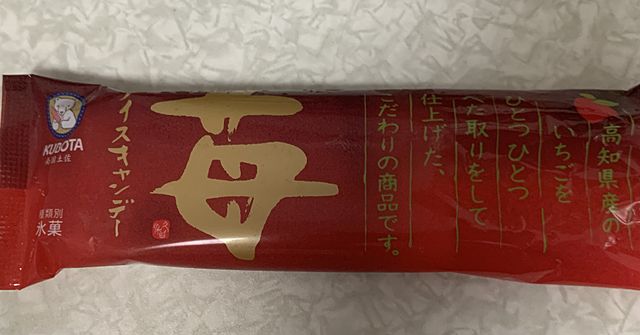 高知県産の
いちごを
ひとつひとつ
へた取りをして
仕上げた、
こだわりの商品です。
苺
アイスキャンデー
KUBOTA
南国土佐
種類別
氷菓